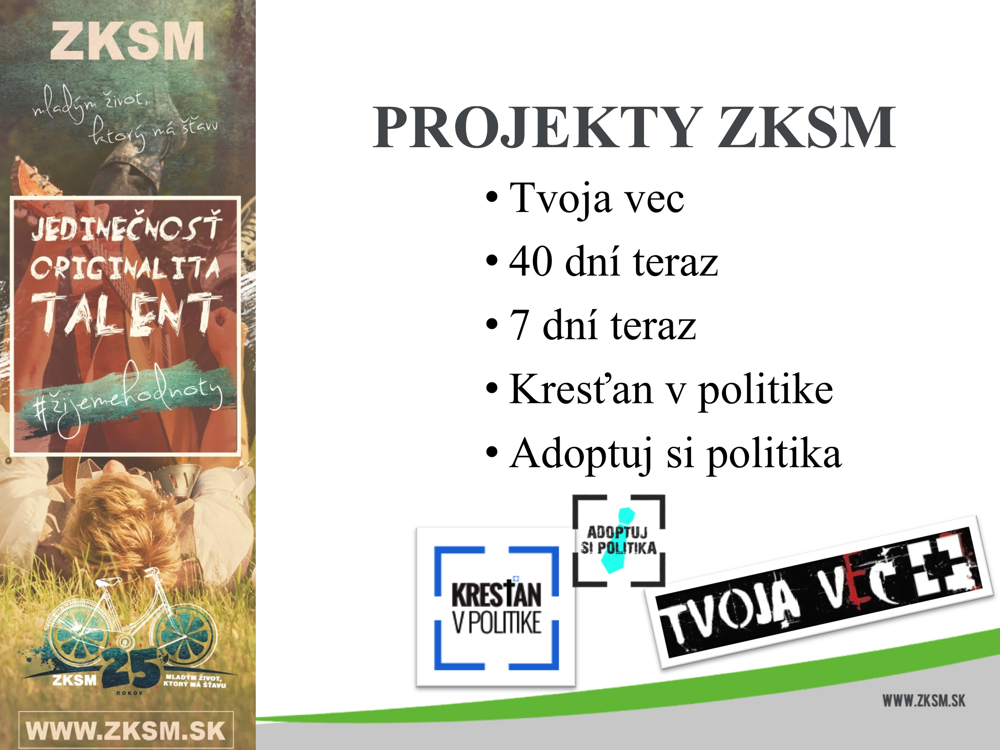 ZKSM
mladým život,
ktorý má šťavu
JEDINEČNOSŤ
ORIGINALITA
TALENT
#žijemehodnoty
25
ZKSM
MLADÝM ŽIVOT,
KTORÝ MÁ ŠŤAVU
ROKOV
WWW.ZKSM.SK
PROJEKTY ZKSM
• Tvoja vec
• 40 dní teraz
• 7 dní teraz
• Kresťan v politike
• Adoptuj si politika
ADOPTUJ
SI POLITIKA
KRESťAN
V POLITIKE
TVOJA VEC
WWW.ZKSM.SK